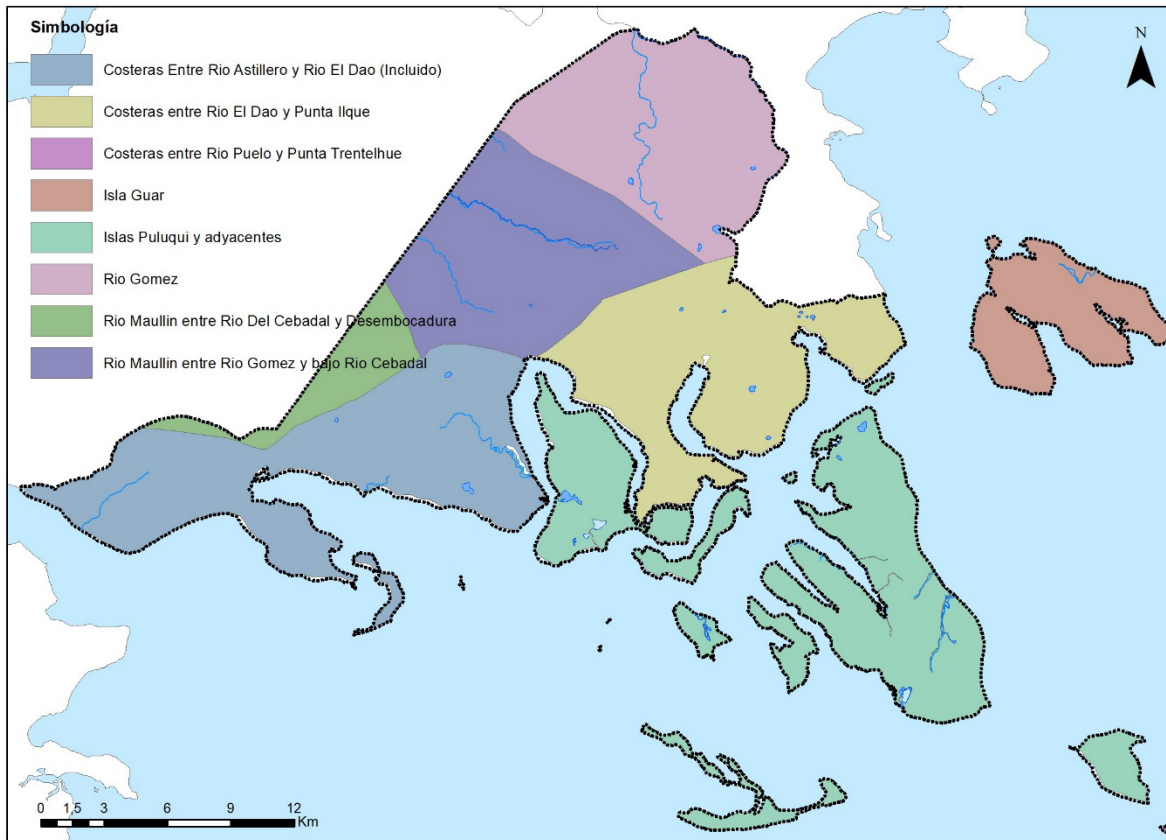 Simbología
N
Costeras Entre Rio Astillero y Rio El Dao (Incluido)
Costeras entre Rio El Dao y Punta Ilque
Costeras entre Rio Puelo y Punta Trentelhue
Isla Guar
Islas Puluqui y adyacentes
Rio Gomez
Rio Maullin entre Rio Del Cebadal y Desembocadura
Rio Maullin entre Rio Gomez y bajo Rio Cebadal
0 1,5 3 6 9 12
Km